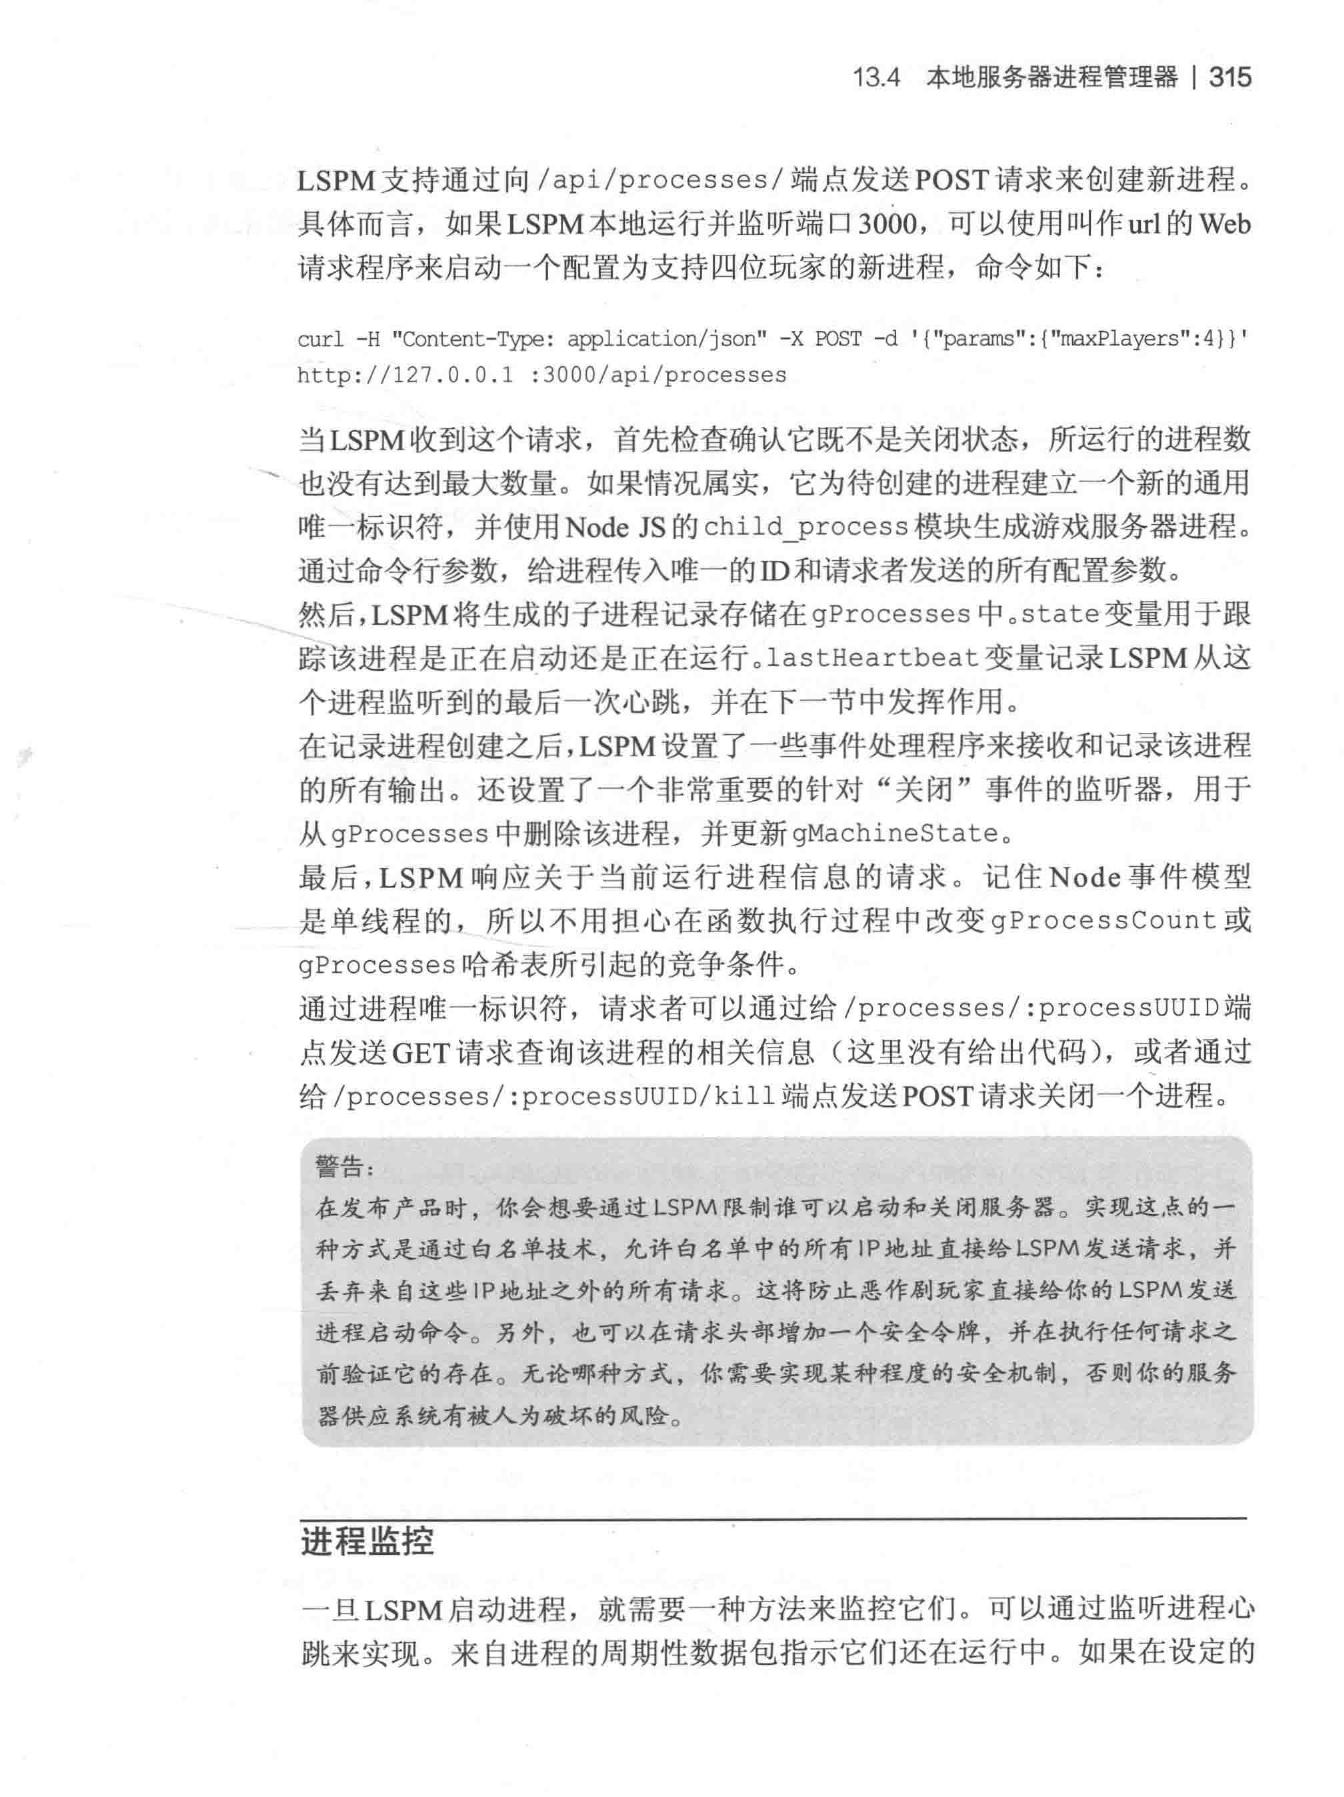 13.4 本地服务器进程管理器 | 315
LSPM支持通过向/api/processes/端点发送POST请求来创建新进程。
具体而言，如果LSPM本地运行并监听端口3000，可以使用叫作url的Web
请求程序来启动一个配置为支持四位玩家的新进程，命令如下：
curl -H "Content-Type: application/json" -X POST -d '{"params":{"maxPlayers":4}}'
http://127.0.0.1 :3000/api/processes
当LSPM收到这个请求，首先检查确认它既不是关闭状态，所运行的进程数
也没有达到最大数量。如果情况属实，它为待创建的进程建立一个新的通用
唯一标识符，并使用Node JS的child_process模块生成游戏服务器进程。
通过命令行参数，给进程传入唯一的ID和请求者发送的所有配置参数。
然后，LSPM将生成的子进程记录存储在gProcesses中。state变量用于跟
踪该进程是正在启动还是正在运行。lastHeartbeat变量记录LSPM从这
个进程监听到的最后一次心跳，并在下一节中发挥作用。
在记录进程创建之后，LSPM设置了一些事件处理程序来接收和记录该进程
的所有输出。还设置了一个非常重要的针对“关闭”事件的监听器，用于
从gProcesses中删除该进程，并更新gMachineState。
最后，LSPM响应关于当前运行进程信息的请求。记住Node事件模型
是单线程的，所以不用担心在函数执行过程中改变gProcessCount或
gProcesses哈希表所引起的竞争条件。
通过进程唯一标识符，请求者可以通过给/processes/:processUUID端
点发送GET请求查询该进程的相关信息（这里没有给出代码），或者通过
给/processes/:processUUID/kill端点发送POST请求关闭一个进程。
警告：
在发布产品时，你会想要通过LSPM限制谁可以启动和关闭服务器。实现这点的一
种方式是通过白名单技术，允许白名单中的所有IP地址直接给LSPM发送请求，并
丢弃来自这些IP地址之外的所有请求。这将防止恶作剧玩家直接给你的LSPM发送
进程启动命令。另外，也可以在请求头部增加一个安全令牌，并在执行任何请求之
前验证它的存在。无论哪种方式，你需要实现某种程度的安全机制，否则你的服务
器供应系统有被人为破坏的风险。
进程监控
一旦LSPM启动进程，就需要一种方法来监控它们。可以通过监听进程心
跳来实现。来自进程的周期性数据包指示它们还在运行中。如果在设定的